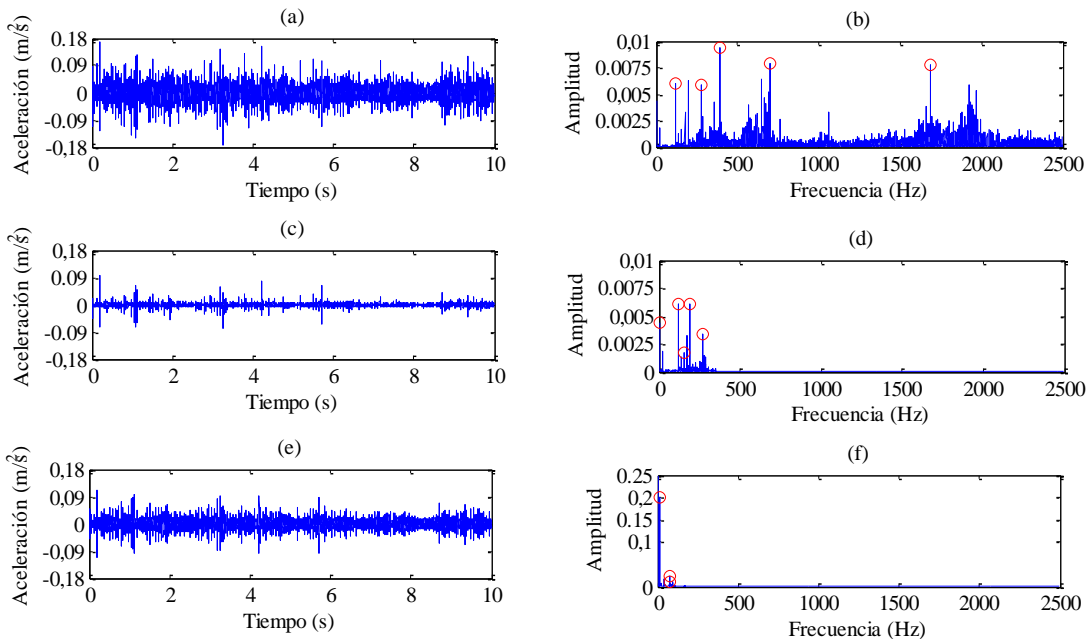 (a)
Aceleración (m/s²)
0.18
0.09
0
-0.09
-0,18
0 2 4 6 8 10
Tiempo (s)
(b)
Amplitud
0,01
0.0075
0,005
0.0025
0
0 500 1000 1500 2000 2500
Frecuencia (Hz)
(c)
Aceleración (m/s²)
0,18
0.09
0
-0.09
-0.18
0 2 4 6 8 10
Tiempo (s)
(d)
Amplitud
0,01
0.0075
0.005
0.0025
0
0 500 1000 1500 2000 2500
Frecuencia (Hz)
(e)
Aceleración (m/s²)
0,18
0.09
0
-0,09
-0.18
0 2 4 6 8 10
Tiempo (s)
(f)
Amplitud
0.25
0.2
0.15
0,1
0
0 500 1000 1500 2000 2500
Frecuencia (Hz)